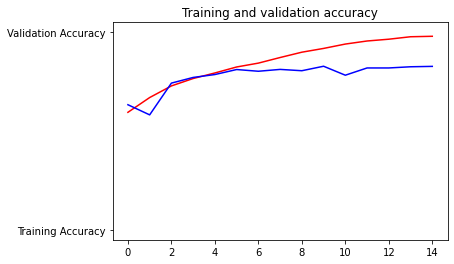 Training and validation accuracy
Validation Accuracy
Training Accuracy
0 2 4 6 8 10 12 14